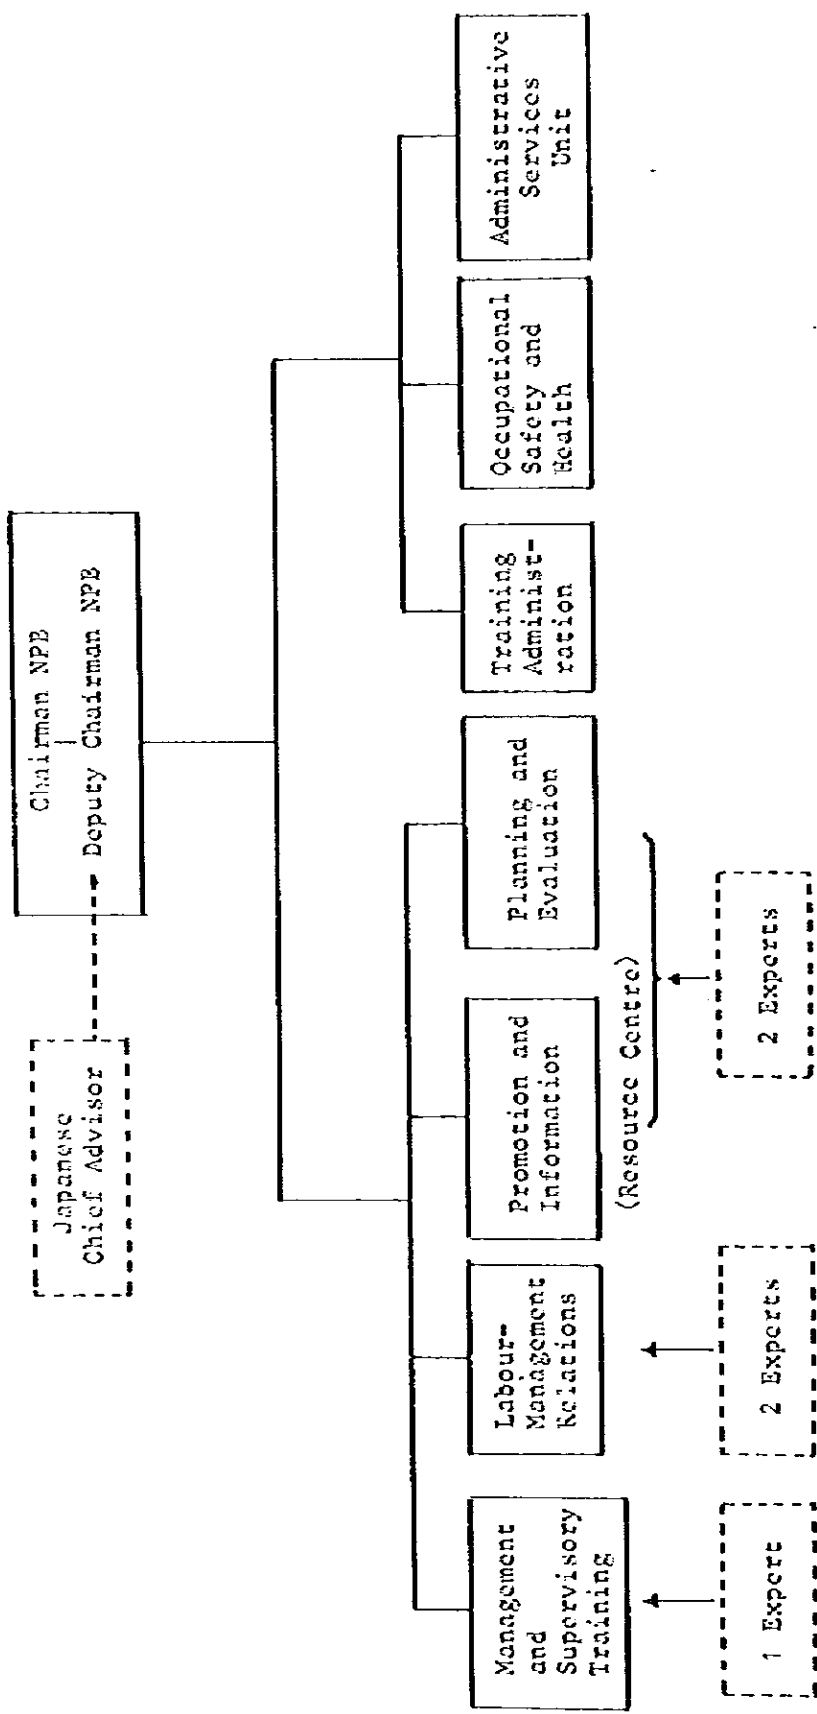 Japanese
Chief Advisor
Chairman NPB
Deputy Chairman NPB
Management
and
Supervisory
Training
Labour-
Management
Relations
Promotion and
Information
Planning and
Evaluation
Training
Administ-
ration
Occupational
Safety and
Health
Administrative
Services
Unit
(Resource Centre)
1 Expert
2 Experts
2 Experts